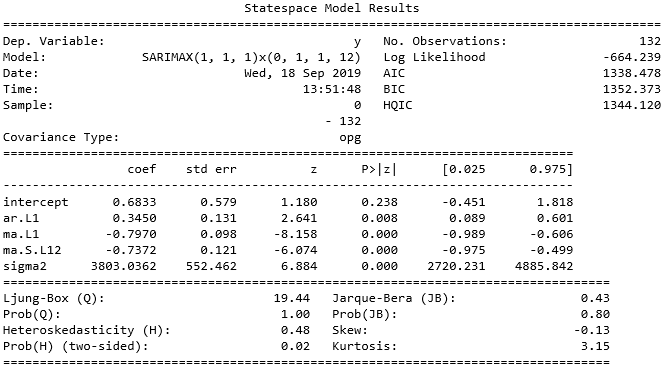 Statespace Model Results
==========================================================================================
Dep. Variable: y No. Observations: 132
Model: SARIMAX(1, 1, 1)x(0, 1, 1, 12) Log Likelihood -664.239
Date: Wed, 18 Sep 2019 AIC 1338.478
Time: 13:51:48 BIC 1352.373
Sample: 0 HQIC 1344.120
- 132
Covariance Type: opg
==============================================================================
coef std err z P>|z| [0.025 0.975]
------------------------------------------------------------------------------
intercept 0.6833 0.579 1.180 0.238 -0.451 1.818
ar.L1 0.3450 0.131 2.641 0.008 0.089 0.601
ma.L1 -0.7970 0.098 -8.158 0.000 -0.989 -0.606
ma.S.L12 -0.7372 0.121 -6.074 0.000 -0.975 -0.499
sigma2 3803.0362 552.462 6.884 0.000 2720.231 4885.842
===================================================================================
Ljung-Box (Q): 19.44 Jarque-Bera (JB): 0.43
Prob(Q): 1.00 Prob(JB): 0.80
Heteroskedasticity (H): 0.48 Skew: -0.13
Prob(H) (two-sided): 0.02 Kurtosis: 3.15
===================================================================================